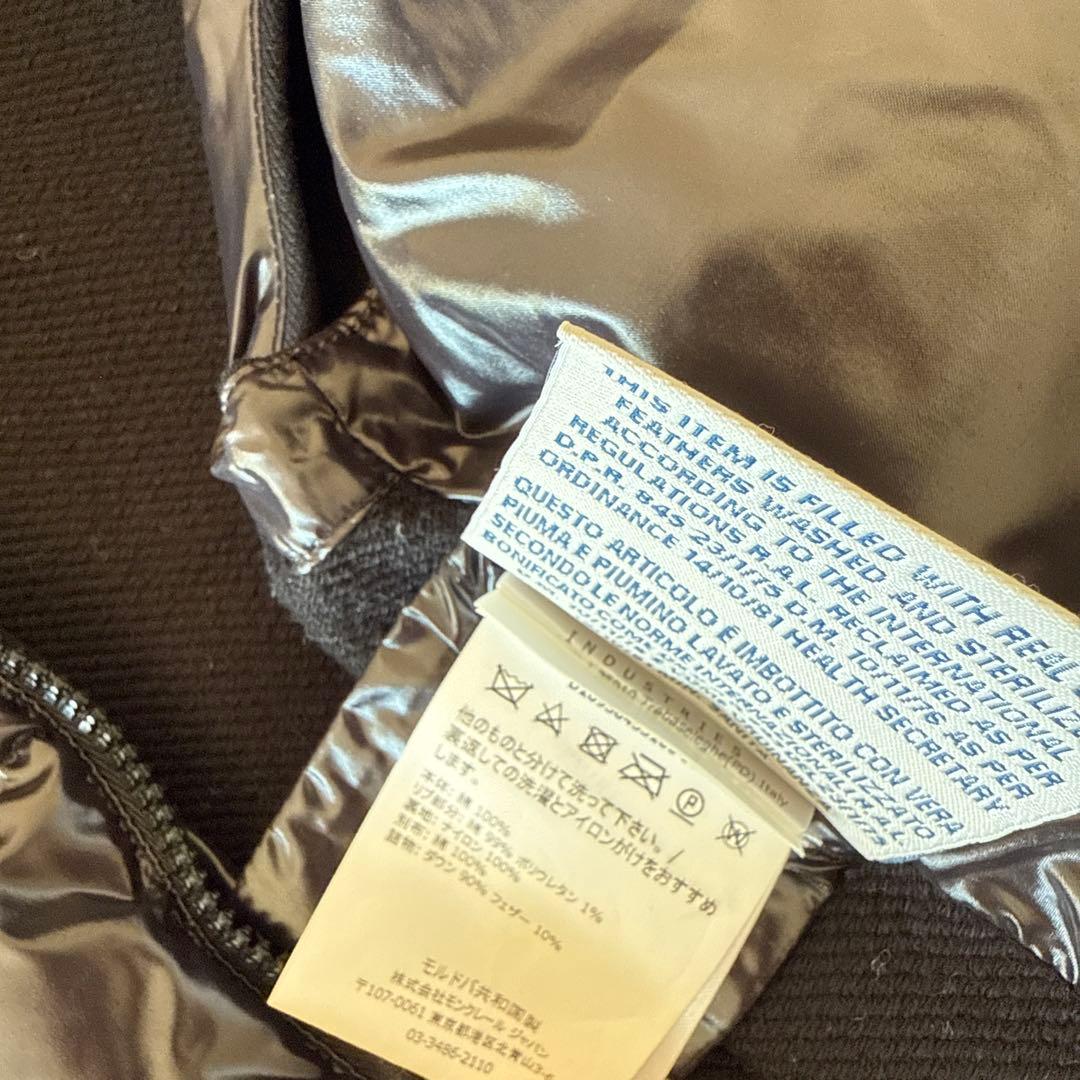 THIS ITEM IS FILLED WITH REAL
FEATHERS WASHED AND STERILIZ
ACCORDING TO THE INTERNATIONAL
REGULATIONS R.A.L. RECLAIMED AS PER
D.P.R. 845 23/1/75 D.M. 10/11/76 AS PER
ORDINANCE 14/10/81 HEALTH SECRETARY
QUESTO ARTICOLO E IMBOTTITO CON VERA
PIUMA E PIUMINO LAVATO E STERILIZZATO
SECONDO LE NORME INTERNAZIONALI
BONIFICATO COME
INDUSTRIES
Italy
P
W
他のものと分けて洗って下さい。/
裏返しての洗濯とアイロンがけをおすすめ
します。
本体: 綿 100%
リブ部分: 綿 99% ポリウレタン 1%
裏地: ナイロン 100%
別布: 綿 100%
詰物: ダウン 90% フェザー 10%
モルドバ共和国製
株式会社モンクレール ジャパン
〒107-0061 東京都港区北青山3-6
03-3486-2110